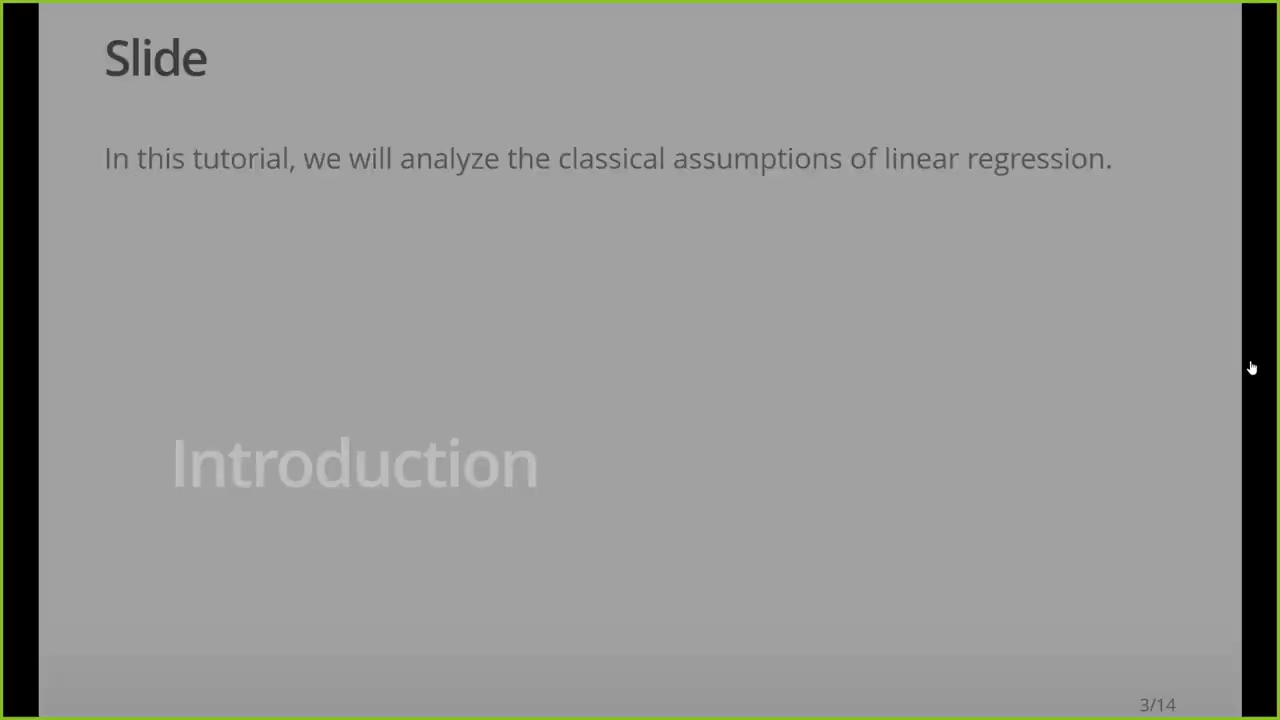 Slide
In this tutorial, we will analyze the classical assumptions of linear regression.
Introduction
3/14